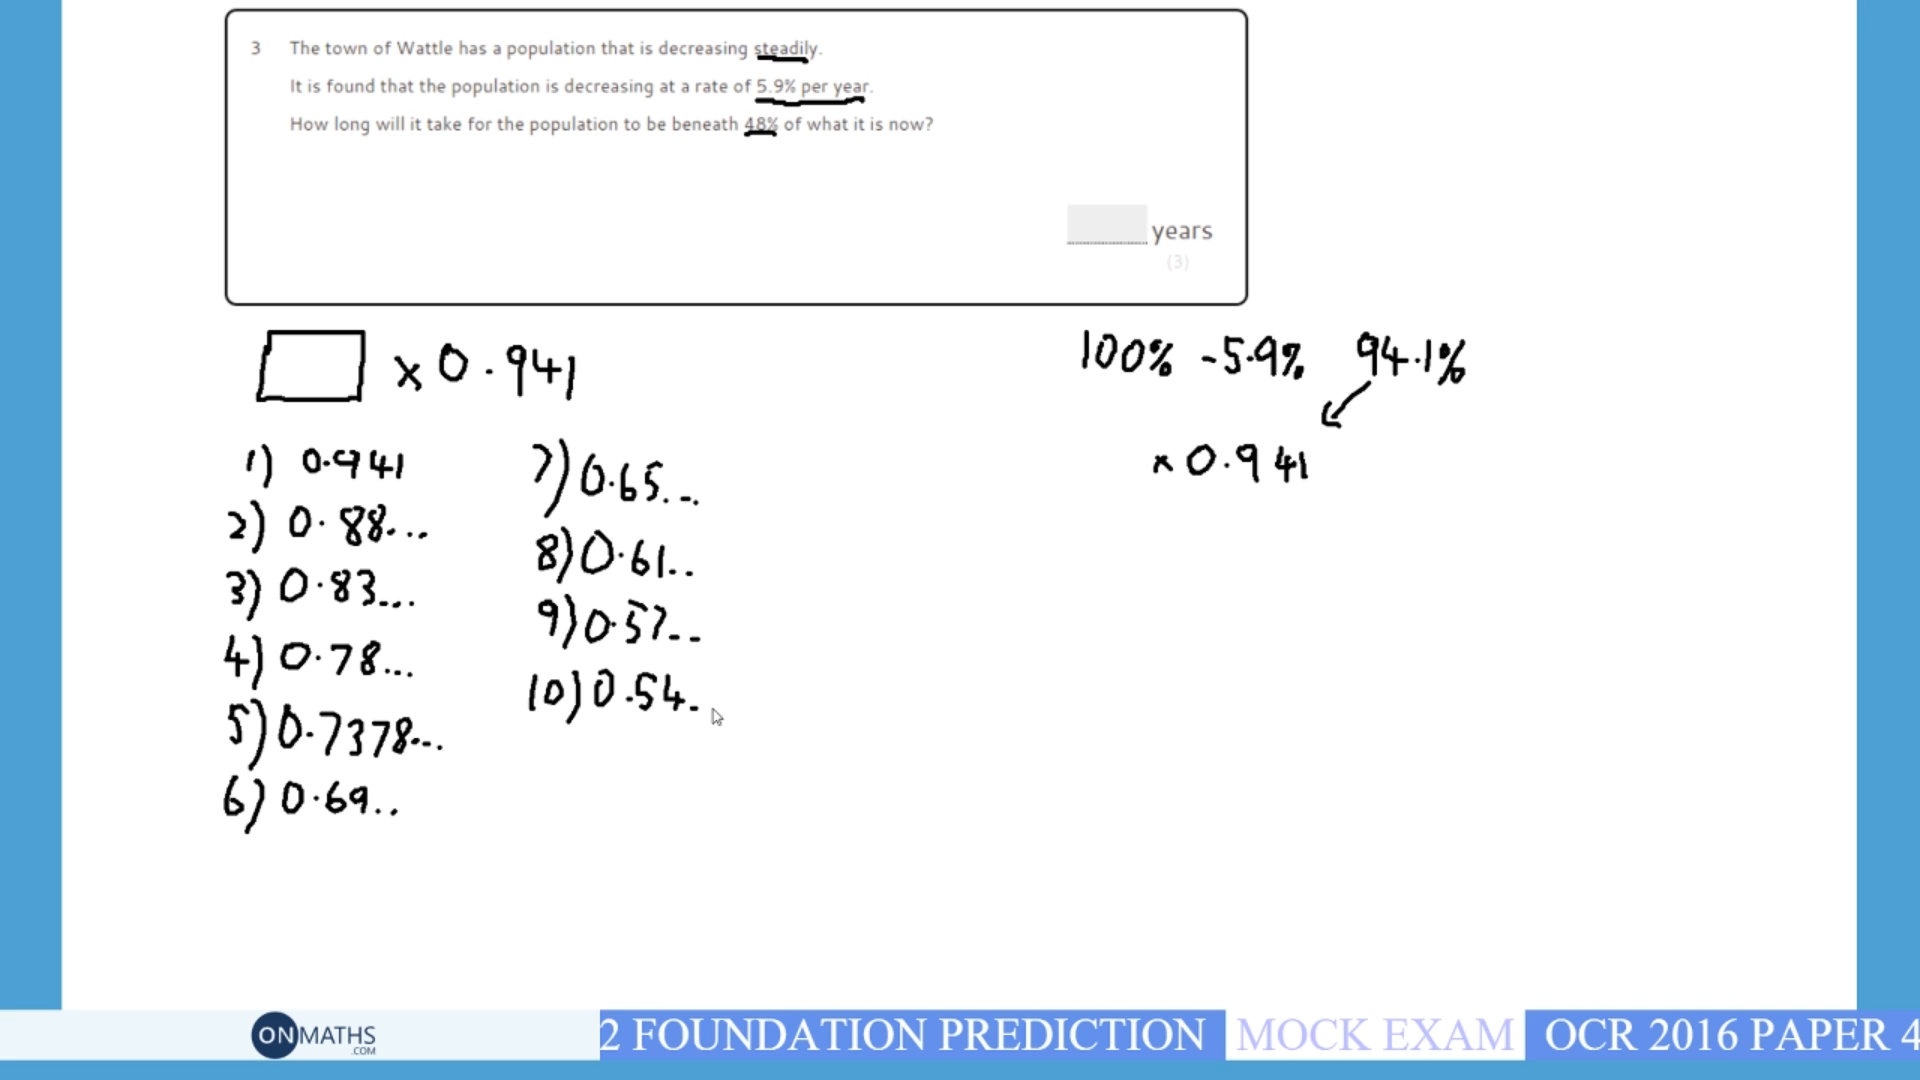 3 The town of Wattle has a population that is decreasing steadily.
It is found that the population is decreasing at a rate of 5.9% per year.
How long will it take for the population to be beneath 48% of what it is now?
years
(3)
× 0.941
100% - 5.9% 94.1%
× 0.941
1) 0.941
2) 0.88...
3) 0.83...
4) 0.78...
5) 0.7378...
6) 0.69..
7) 0.65...
8) 0.61..
9) 0.57..
10) 0.54.
ONMATHS
.COM
2 FOUNDATION PREDICTION MOCK EXAM OCR 2016 PAPER 4